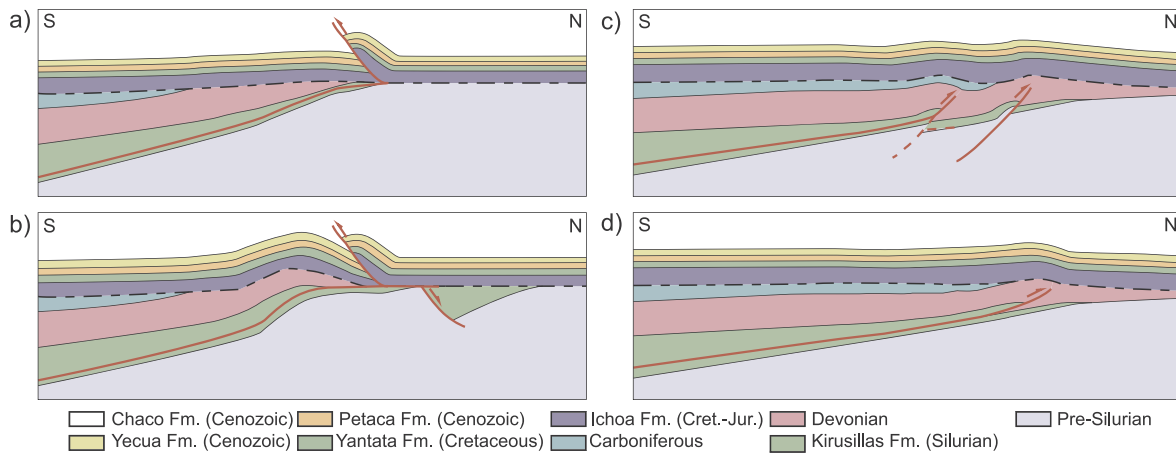 a)
S
N
c)
S
N
b)
S
N
d)
S
N
Chaco Fm. (Cenozoic)
Petaca Fm. (Cenozoic)
Ichoa Fm. (Cret.-Jur.)
Devonian
Pre-Silurian
Yecua Fm. (Cenozoic)
Yantata Fm. (Cretaceous)
Carboniferous
Kirusillas Fm. (Silurian)